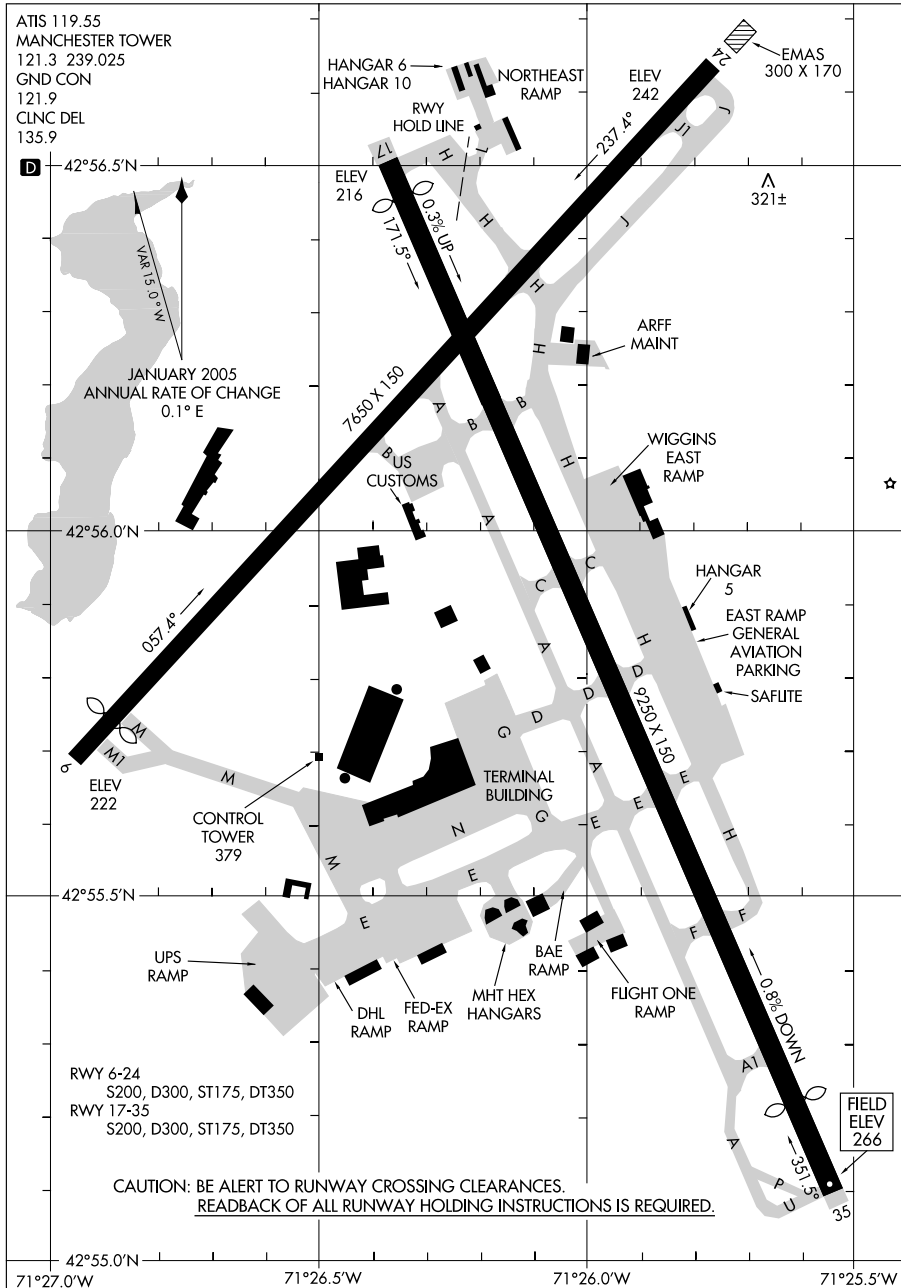 ATIS 119.55
MANCHESTER TOWER
121.3 239.025
GND CON
121.9
CLNC DEL
135.9
D
HANGAR 6
HANGAR 10
NORTHEAST
RAMP
RWY
HOLD LINE
ELEV
242
24
EMAS
300 X 170
237.4°
J
J1
J
17
H
L
H
H
H
ELEV
216
171.5°
0.3% UP
321±
42°56.5'N
VAR 15.0° W
JANUARY 2005
ANNUAL RATE OF CHANGE
0.1° E
ARFF
MAINT
7650 X 150
A
B
B
B
H
US
CUSTOMS
WIGGINS
EAST
RAMP
42°56.0'N
A
C
C
A
H
D
D
D
HANGAR
5
EAST RAMP
GENERAL
AVIATION
PARKING
SAFLITE
057.4°
9250 X 150
M
M1
M
6
ELEV
222
CONTROL
TOWER
379
TERMINAL
BUILDING
G
G
N
A
E
E
E
H
M
E
E
42°55.5'N
F
F
UPS
RAMP
DHL
RAMP
FED-EX
RAMP
MHT HEX
HANGARS
BAE
RAMP
FLIGHT ONE
RAMP
0.8% DOWN
A1
A
RWY 6-24
S200, D300, ST175, DT350
RWY 17-35
S200, D300, ST175, DT350
FIELD
ELEV
266
351.5°
P
U
35
CAUTION: BE ALERT TO RUNWAY CROSSING CLEARANCES.
READBACK OF ALL RUNWAY HOLDING INSTRUCTIONS IS REQUIRED.
42°55.0'N
71°27.0'W
71°26.5'W
71°26.0'W
71°25.5'W